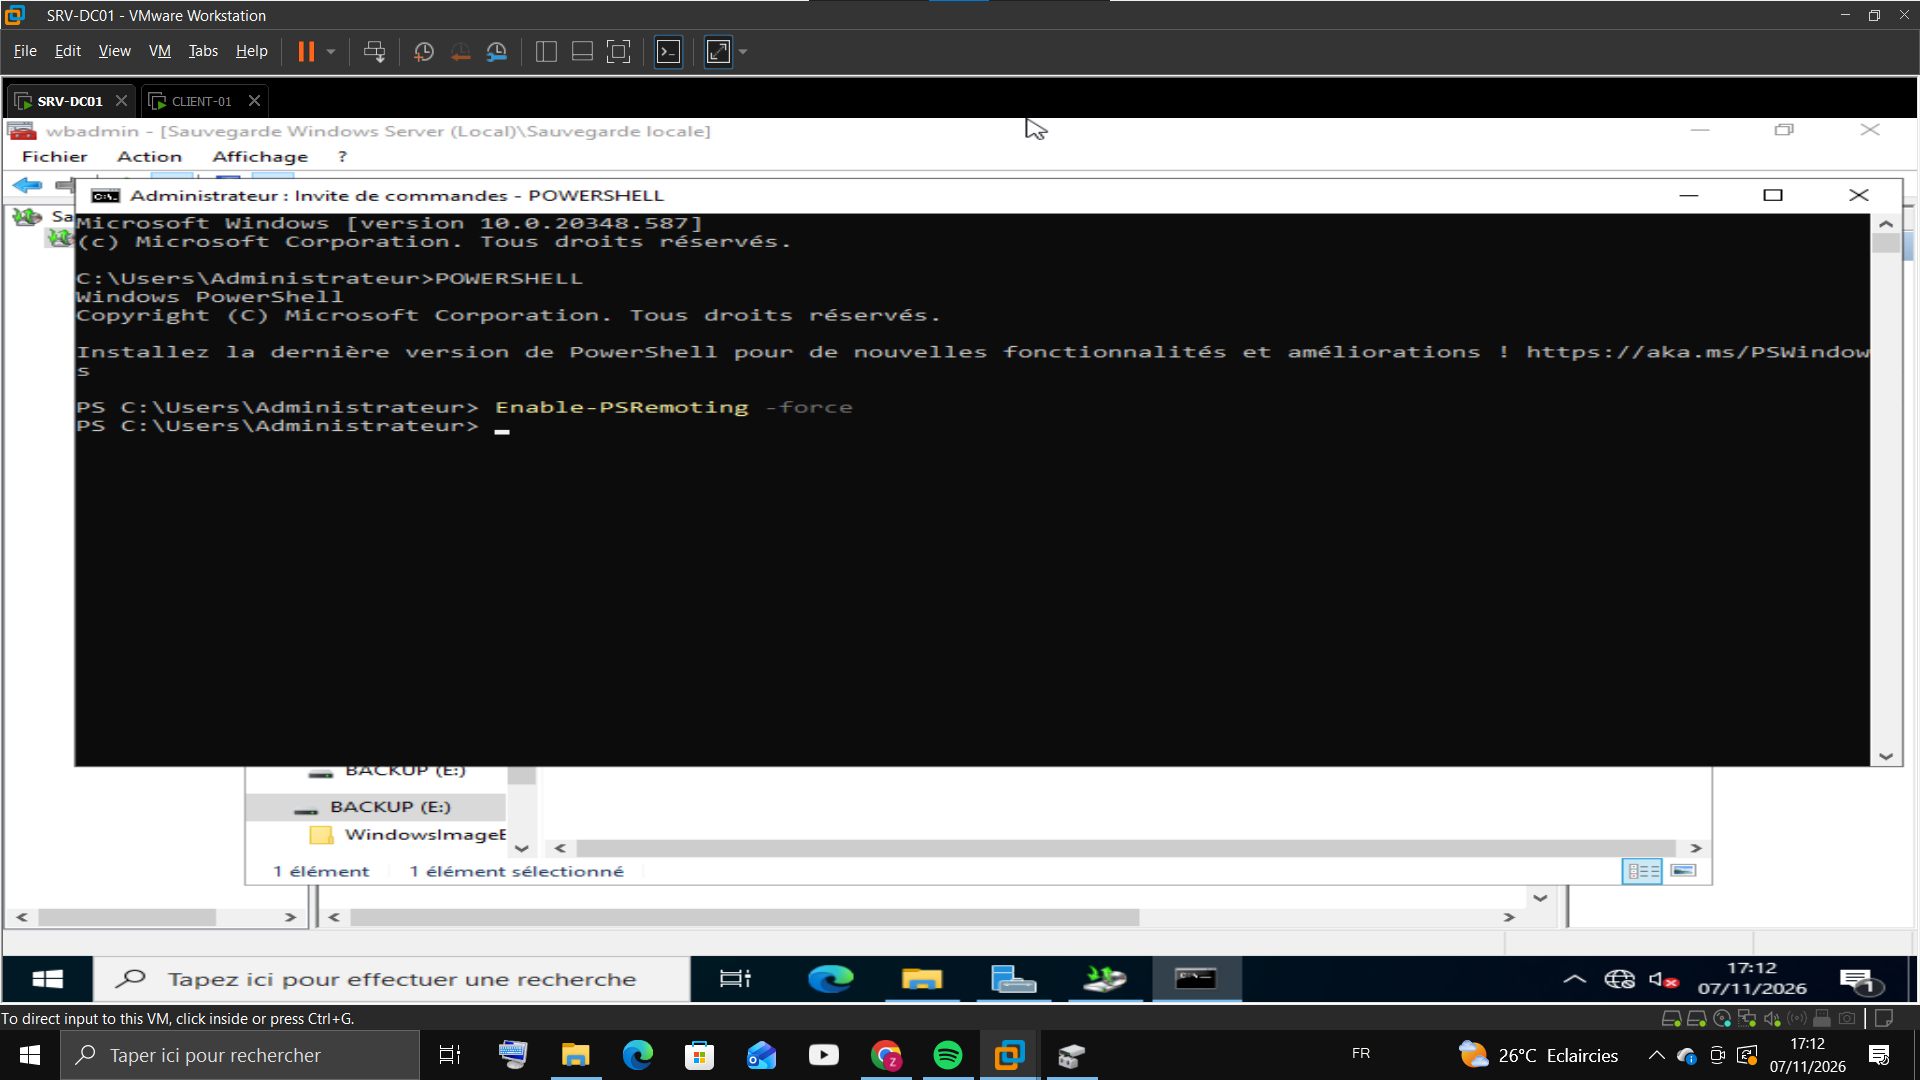 SRV-DC01 - VMware Workstation
File Edit View VM Tabs Help
SRV-DC01
CLIENT-01
wbadmin - [Sauvegarde Windows Server (Local)\Sauvegarde locale]
Fichier Action Affichage ?
Administrateur : Invite de commandes - POWERSHELL
Sa
Microsoft Windows [version 10.0.20348.587]
(c) Microsoft Corporation. Tous droits réservés.
C:\Users\Administrateur>POWERSHELL
Windows PowerShell
Copyright (C) Microsoft Corporation. Tous droits réservés.
Installez la dernière version de PowerShell pour de nouvelles fonctionnalités et améliorations ! https://aka.ms/PSWindow
s
PS C:\Users\Administrateur> Enable-PSRemoting -force
PS C:\Users\Administrateur>
BACKUP (E:)
BACKUP (E:)
WindowsImageE
1 élément 1 élément sélectionné
Tapez ici pour effectuer une recherche
17:12
07/11/2026
1
To direct input to this VM, click inside or press Ctrl+G.
Taper ici pour rechercher
FR
26°C Eclaircies
17:12
07/11/2026